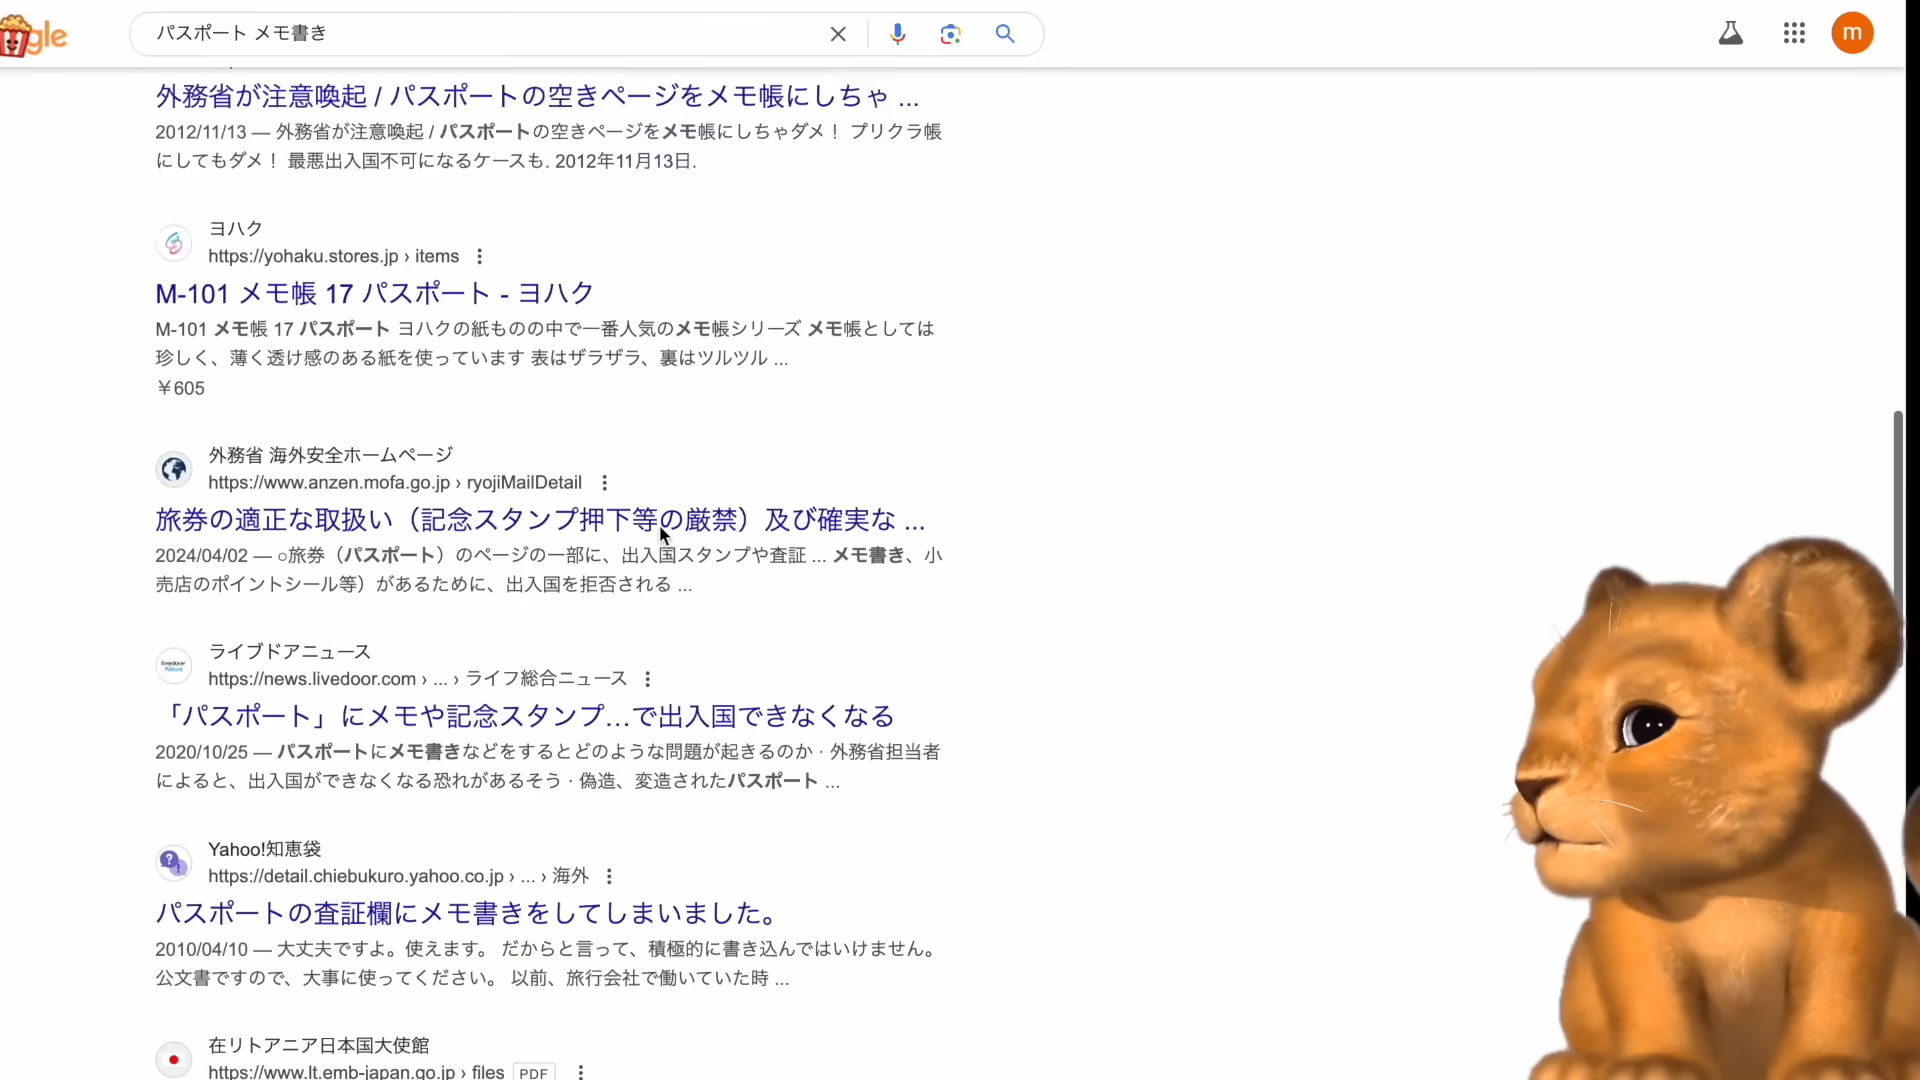 gle
パスポート メモ書き
m
外務省が注意喚起 / パスポートの空きページをメモ帳にしちゃ ...
2012/11/13 — 外務省が注意喚起 / パスポートの空きページをメモ帳にしちゃダメ！ プリクラ帳
にしてもダメ！ 最悪出入国不可になるケースも. 2012年11月13日.
ヨハク
https://yohaku.stores.jp › items
M-101 メモ帳 17 パスポート - ヨハク
M-101 メモ帳 17 パスポート ヨハクの紙ものの中で一番人気のメモ帳シリーズ メモ帳としては
珍しく、薄く透け感のある紙を使っています 表はザラザラ、裏はツルツル ...
￥605
外務省 海外安全ホームページ
https://www.anzen.mofa.go.jp › ryojiMailDetail
旅券の適正な取扱い（記念スタンプ押下等の厳禁）及び確実な ...
2024/04/02 — ○旅券（パスポート）のページの一部に、出入国スタンプや査証 ... メモ書き、小
売店のポイントシール等）があるために、出入国を拒否される ...
ライブドアニュース
livedoor News
https://news.livedoor.com › ... › ライフ総合ニュース
「パスポート」にメモや記念スタンプ…で出入国できなくなる
2020/10/25 — パスポートにメモ書きなどをするとどのような問題が起きるのか · 外務省担当者
によると、出入国ができなくなる恐れがあるそう · 偽造、変造されたパスポート ...
Yahoo!知恵袋
https://detail.chiebukuro.yahoo.co.jp › ... › 海外
パスポートの査証欄にメモ書きをしてしまいました。
2010/04/10 — 大丈夫ですよ。使えます。 だからと言って、積極的に書き込んではいけません。
公文書ですので、大事に使ってください。 以前、旅行会社で働いていた時 ...
在リトアニア日本国大使館
https://www.lt.emb-japan.go.jp › files PDF